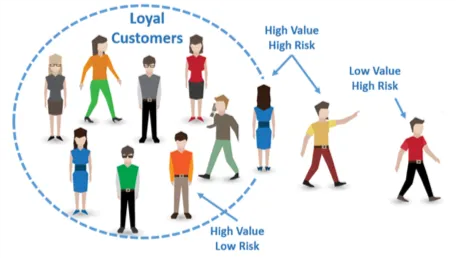 Loyal
Customers
High Value
High Risk
Low Value
High Risk
High Value
Low Risk